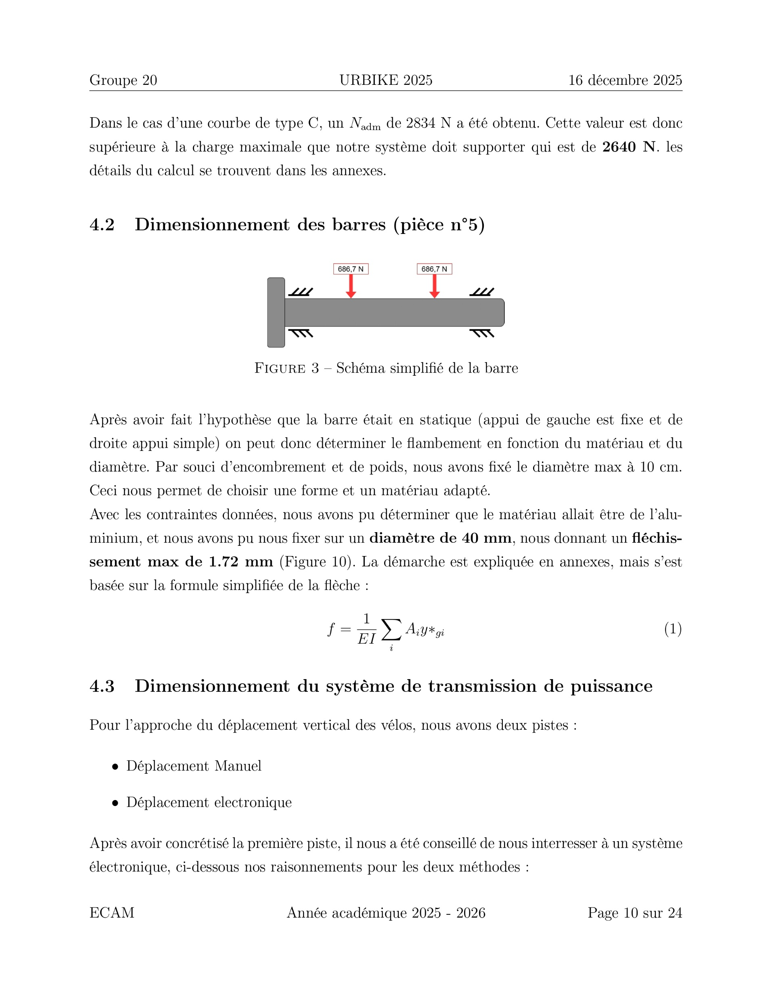 Groupe 20 URBIKE 2025 16 décembre 2025
Dans le cas d'une courbe de type C, un N_adm de 2834 N a été obtenu. Cette valeur est donc
supérieure à la charge maximale que notre système doit supporter qui est de 2640 N. les
détails du calcul se trouvent dans les annexes.
4.2 Dimensionnement des barres (pièce n°5)
686,7 N 686,7 N
FIGURE 3 – Schéma simplifié de la barre
Après avoir fait l'hypothèse que la barre était en statique (appui de gauche est fixe et de
droite appui simple) on peut donc déterminer le flambement en fonction du matériau et du
diamètre. Par souci d'encombrement et de poids, nous avons fixé le diamètre max à 10 cm.
Ceci nous permet de choisir une forme et un matériau adapté.
Avec les contraintes données, nous avons pu déterminer que le matériau allait être de l'alu-
minium, et nous avons pu nous fixer sur un diamètre de 40 mm, nous donnant un fléchis-
sement max de 1.72 mm (Figure 10). La démarche est expliquée en annexes, mais s'est
basée sur la formule simplifiée de la flèche :
f = \frac{1}{EI} \sum_i A_i y*_{gi} (1)
4.3 Dimensionnement du système de transmission de puissance
Pour l'approche du déplacement vertical des vélos, nous avons deux pistes :
• Déplacement Manuel
• Déplacement electronique
Après avoir concrétisé la première piste, il nous a été conseillé de nous interresser à un système
électronique, ci-dessous nos raisonnements pour les deux méthodes :
ECAM Année académique 2025 - 2026 Page 10 sur 24